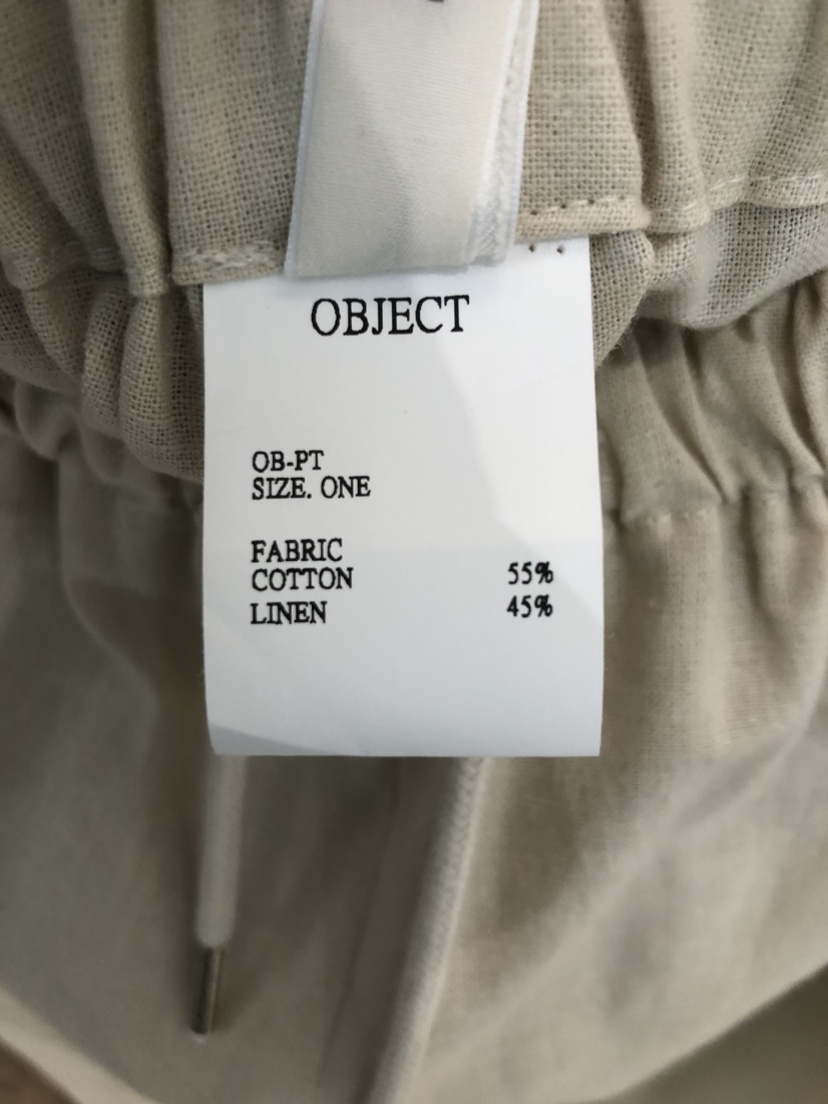 OBJECT
OB-PT
SIZE. ONE
FABRIC
COTTON 55%
LINEN 45%